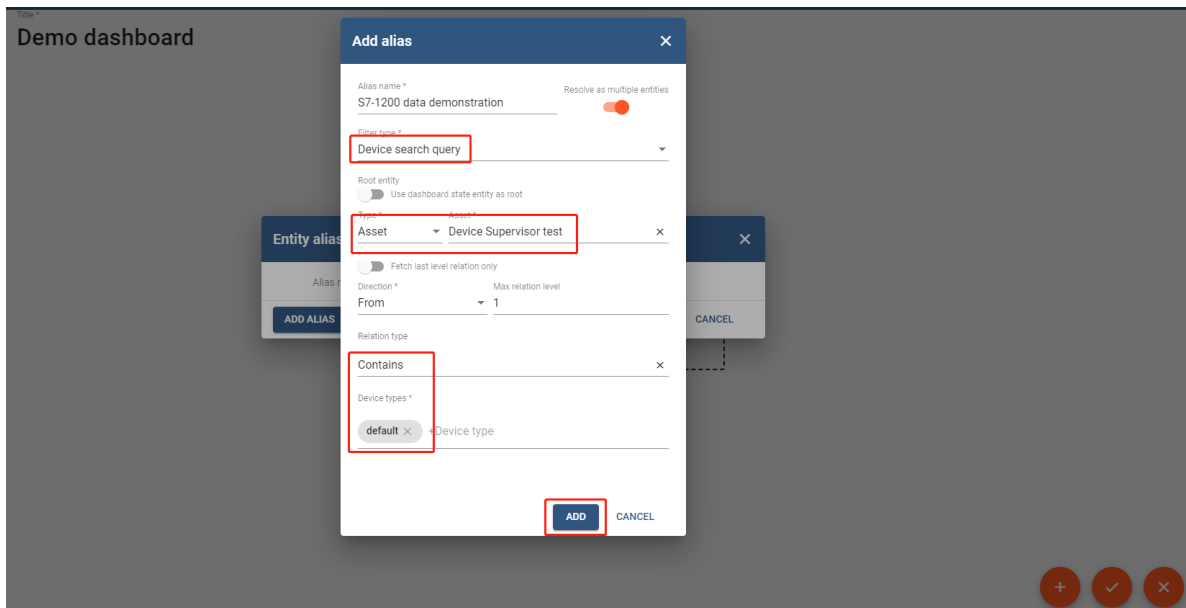 Title *
Demo dashboard
Add alias
Alias name *
Resolve as multiple entities
S7-1200 data demonstration
Filter type *
Device search query
Root entity
Use dashboard state entity as root
Type *
Asset *
Asset
Device Supervisor test
Fetch last level relation only
Direction *
Max relation level
From
1
Relation type
Contains
Device types *
default
+Device type
ADD
CANCEL
Entity alias
Alias
ADD ALIAS
CANCEL